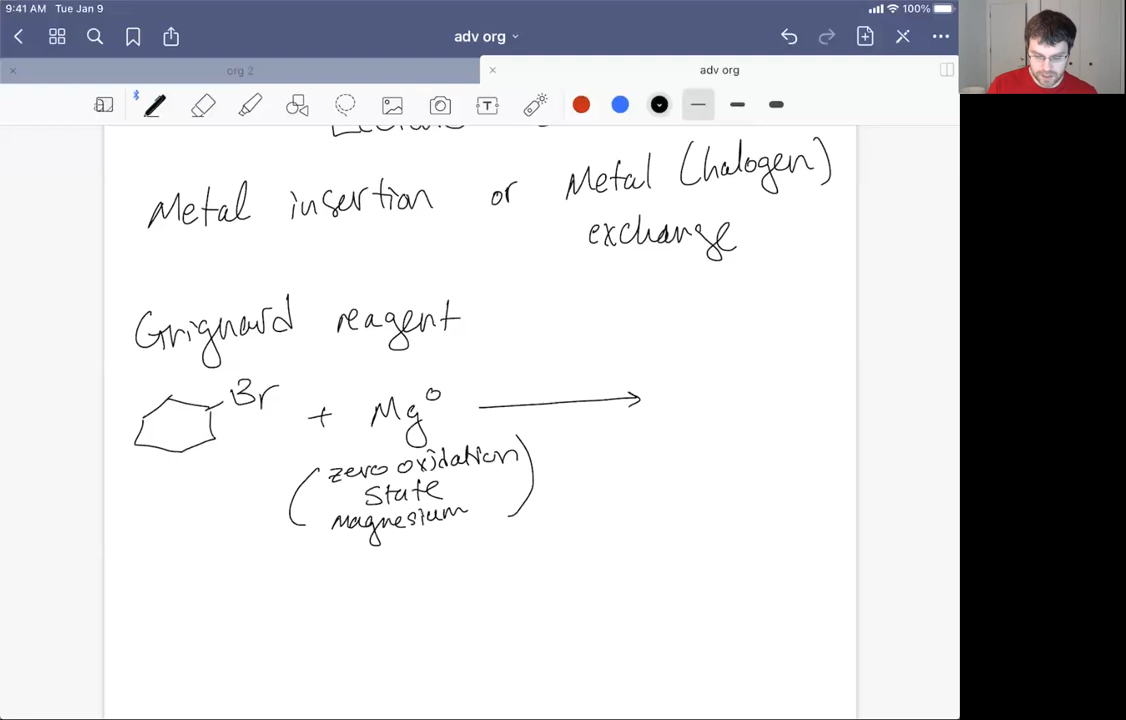 9:41 AM Tue Jan 9
100%
adv org
org 2
adv org
T
Metal insertion or Metal (halogen)
exchange
Grignard reagent
Br + Mg⁰
(zero oxidation
state
magnesium)